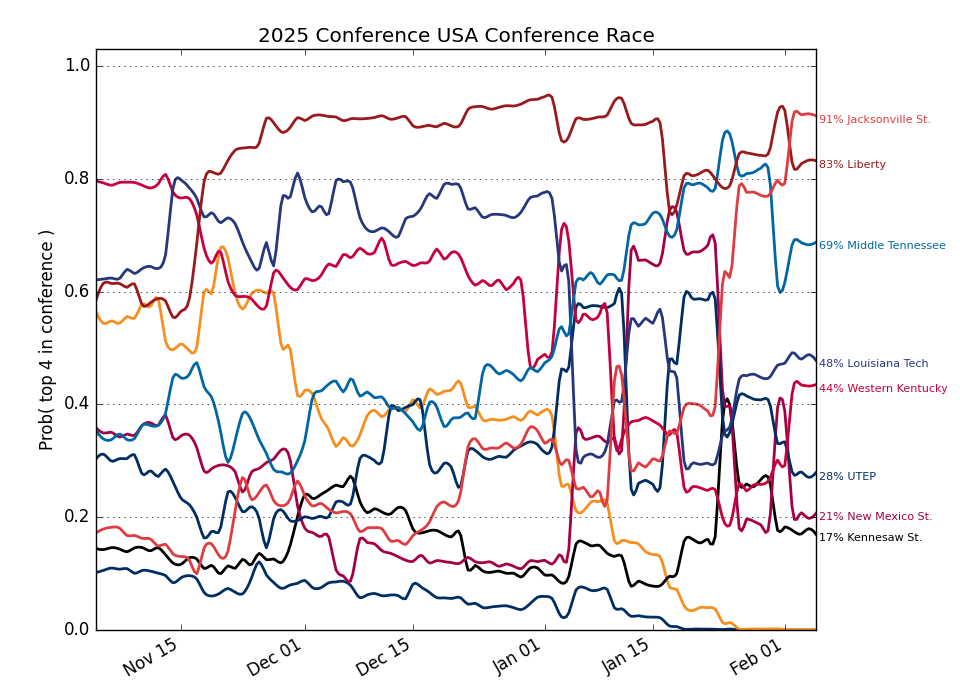 2025 Conference USA Conference Race
Prob( top 4 in conference )
1.0
0.8
0.6
0.4
0.2
0.0
Nov 15
Dec 01
Dec 15
Jan 01
Jan 15
Feb 01
91% Jacksonville St.
83% Liberty
69% Middle Tennessee
48% Louisiana Tech
44% Western Kentucky
28% UTEP
21% New Mexico St.
17% Kennesaw St.